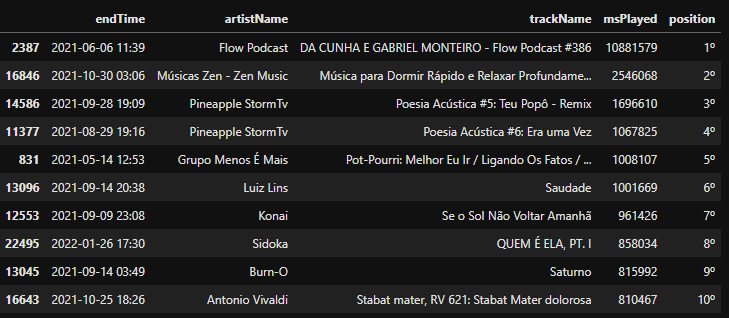 endTime artistName trackName msPlayed position
2387 2021-06-06 11:39 Flow Podcast DA CUNHA E GABRIEL MONTEIRO - Flow Podcast #386 10881579 1º
16846 2021-10-30 03:06 Músicas Zen - Zen Music Música para Dormir Rápido e Relaxar Profundame... 2546068 2º
14586 2021-09-28 19:09 Pineapple StormTv Poesia Acústica #5: Teu Popô - Remix 1696610 3º
11377 2021-08-29 19:16 Pineapple StormTv Poesia Acústica #6: Era uma Vez 1067825 4º
831 2021-05-14 12:53 Grupo Menos É Mais Pot-Pourri: Melhor Eu Ir / Ligando Os Fatos / ... 1008107 5º
13096 2021-09-14 20:38 Luiz Lins Saudade 1001669 6º
12553 2021-09-09 23:08 Konai Se o Sol Não Voltar Amanhã 961426 7º
22495 2022-01-26 17:30 Sidoka QUEM É ELA, PT. I 858034 8º
13045 2021-09-14 03:49 Burn-O Saturno 815992 9º
16643 2021-10-25 18:26 Antonio Vivaldi Stabat mater, RV 621: Stabat Mater dolorosa 810467 10º